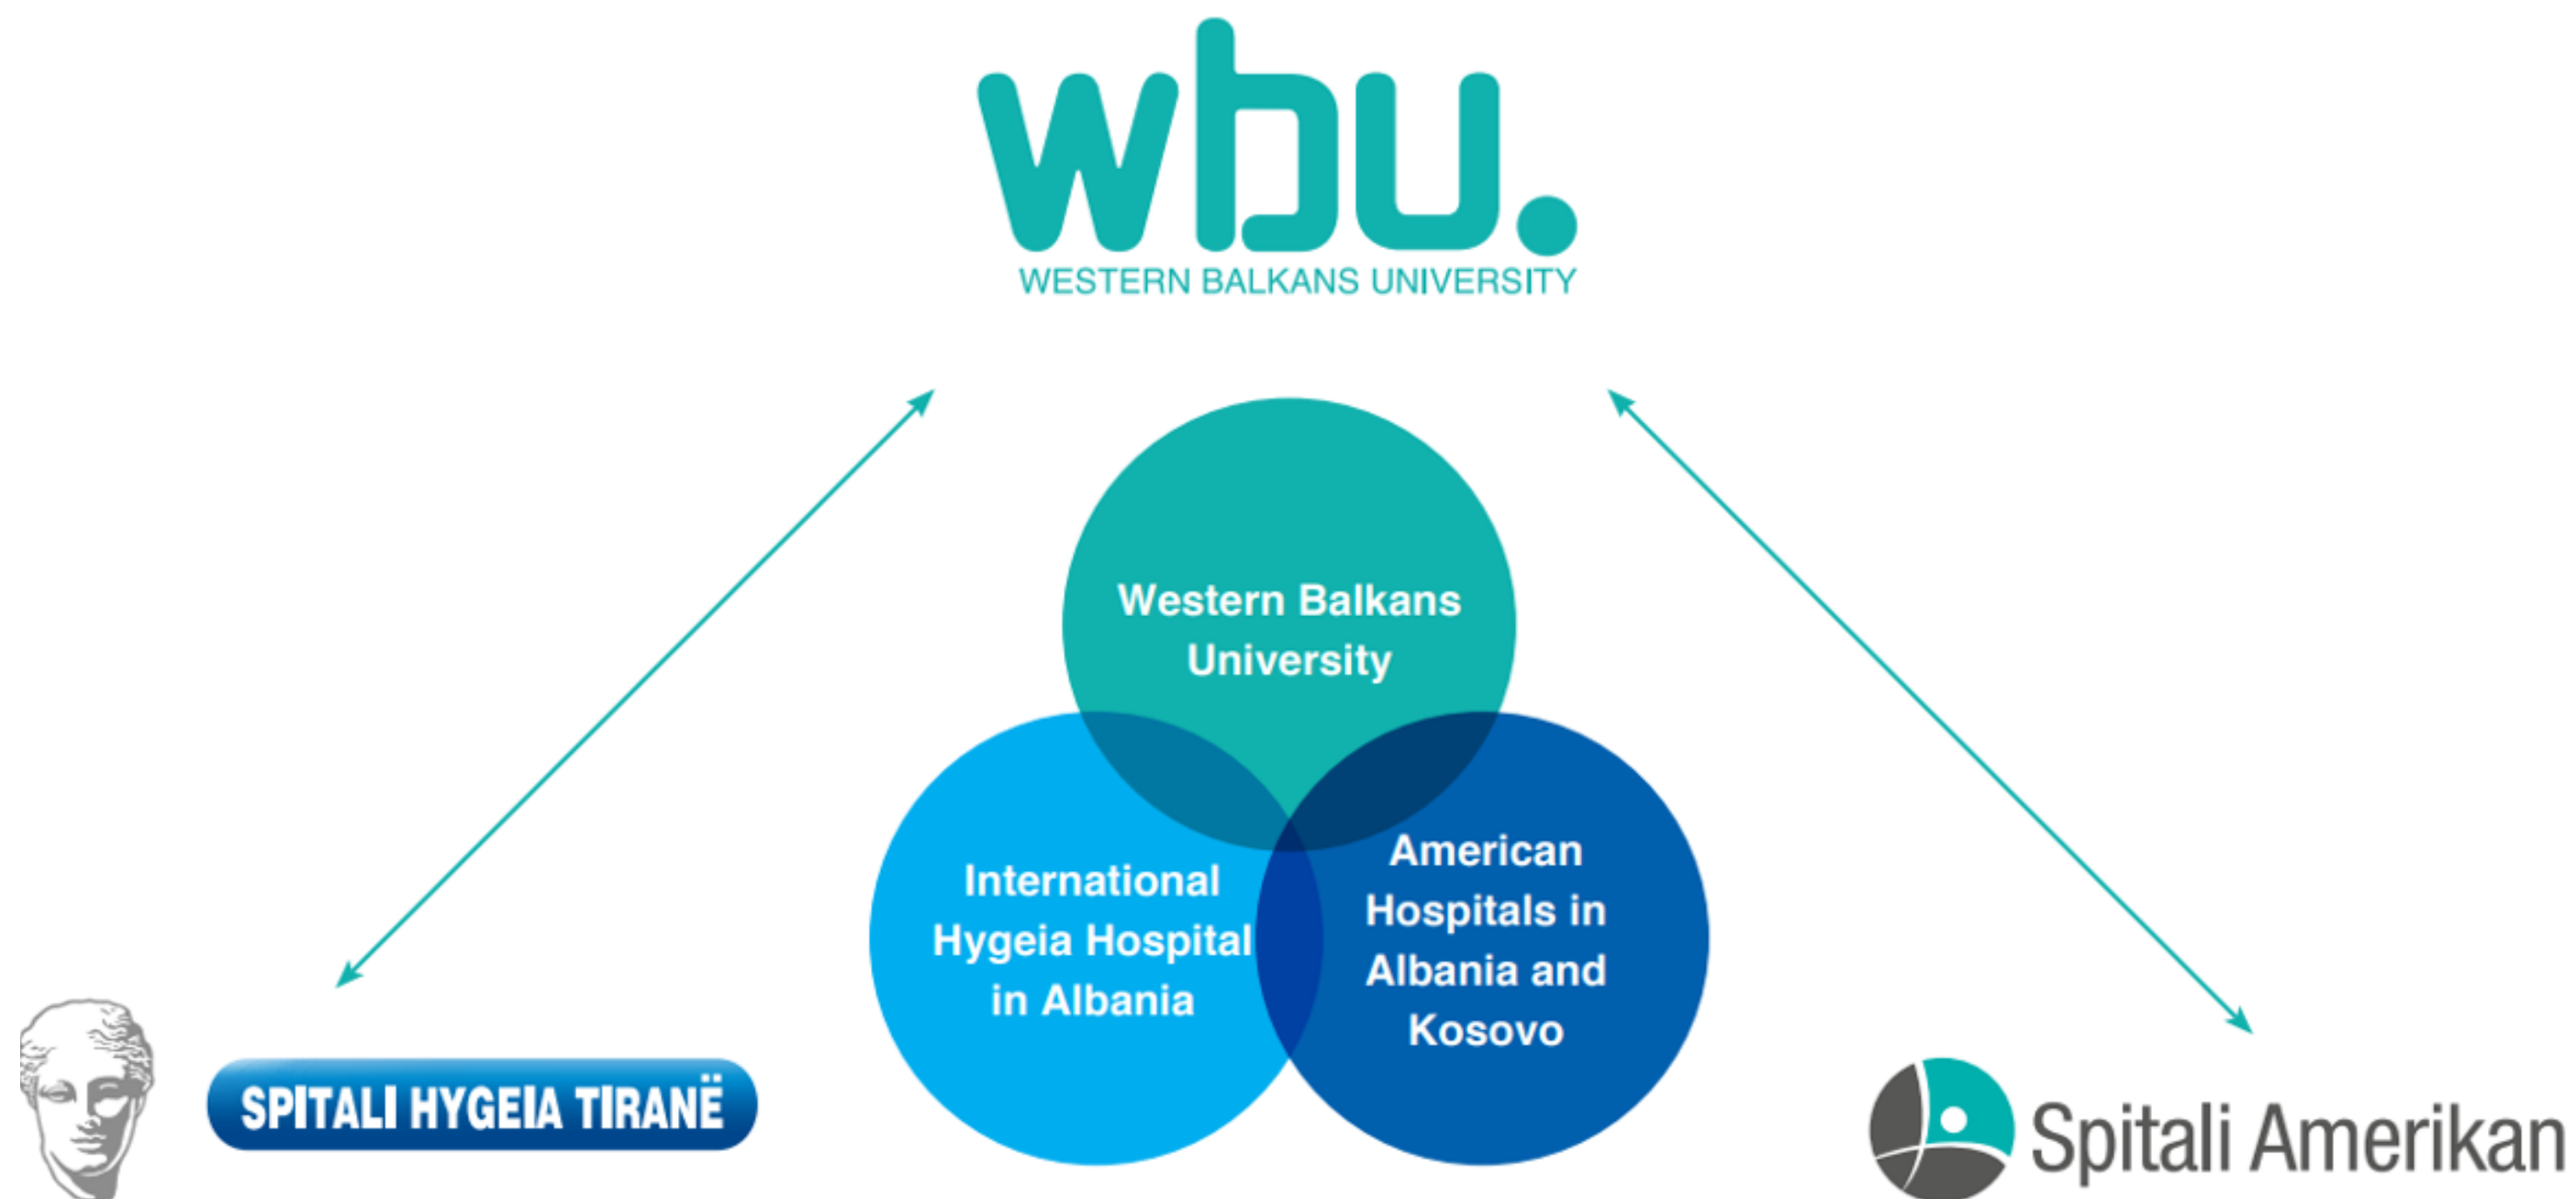 wbu.
WESTERN BALKANS UNIVERSITY
Western Balkans
University
International
Hygeia Hospital
in Albania
American
Hospitals in
Albania and
Kosovo
SPITALI HYGEIA TIRANË
Spitali Amerikan